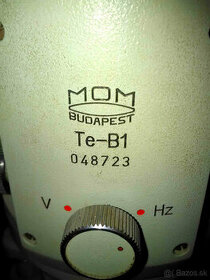 MOM
BUDAPEST
Te-B1
048723
V Hz
© Bazos.sk